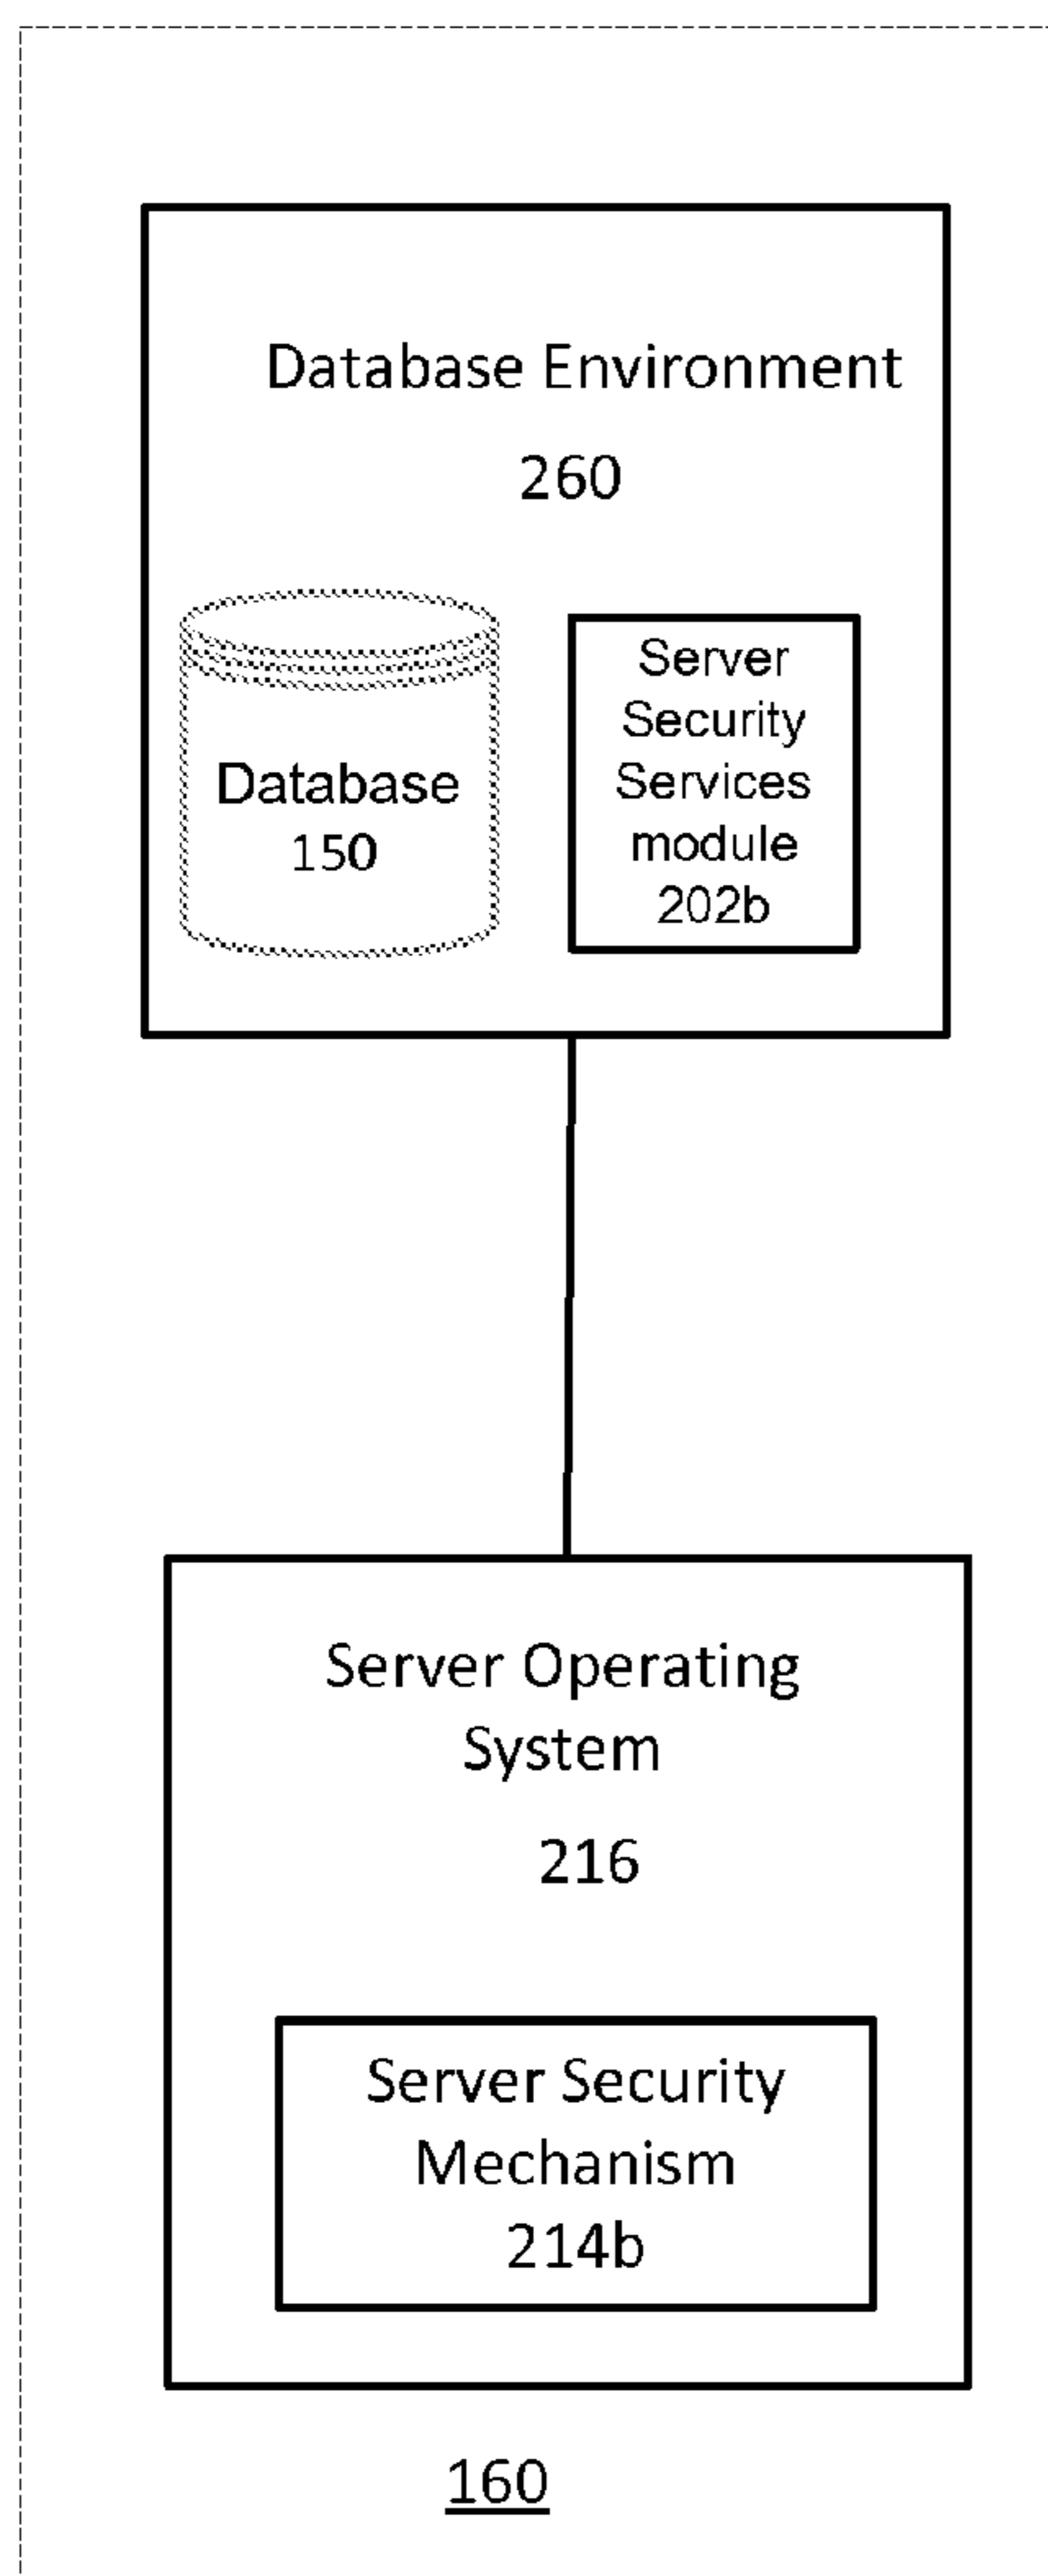 Database Environment
260
Database
150
Server
Security
Services
module
202b
Server Operating
System
216
Server Security
Mechanism
214b
160